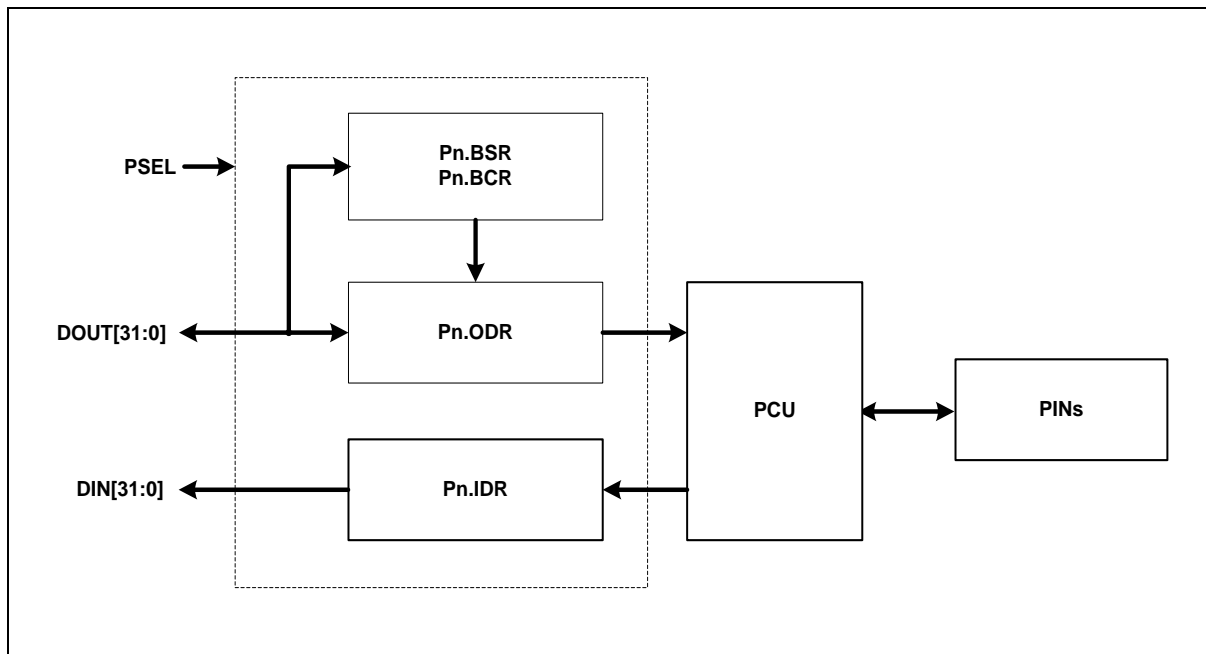 PSEL
Pn.BSR
Pn.BCR
DOUT[31:0]
Pn.ODR
PCU
PINs
DIN[31:0]
Pn.IDR